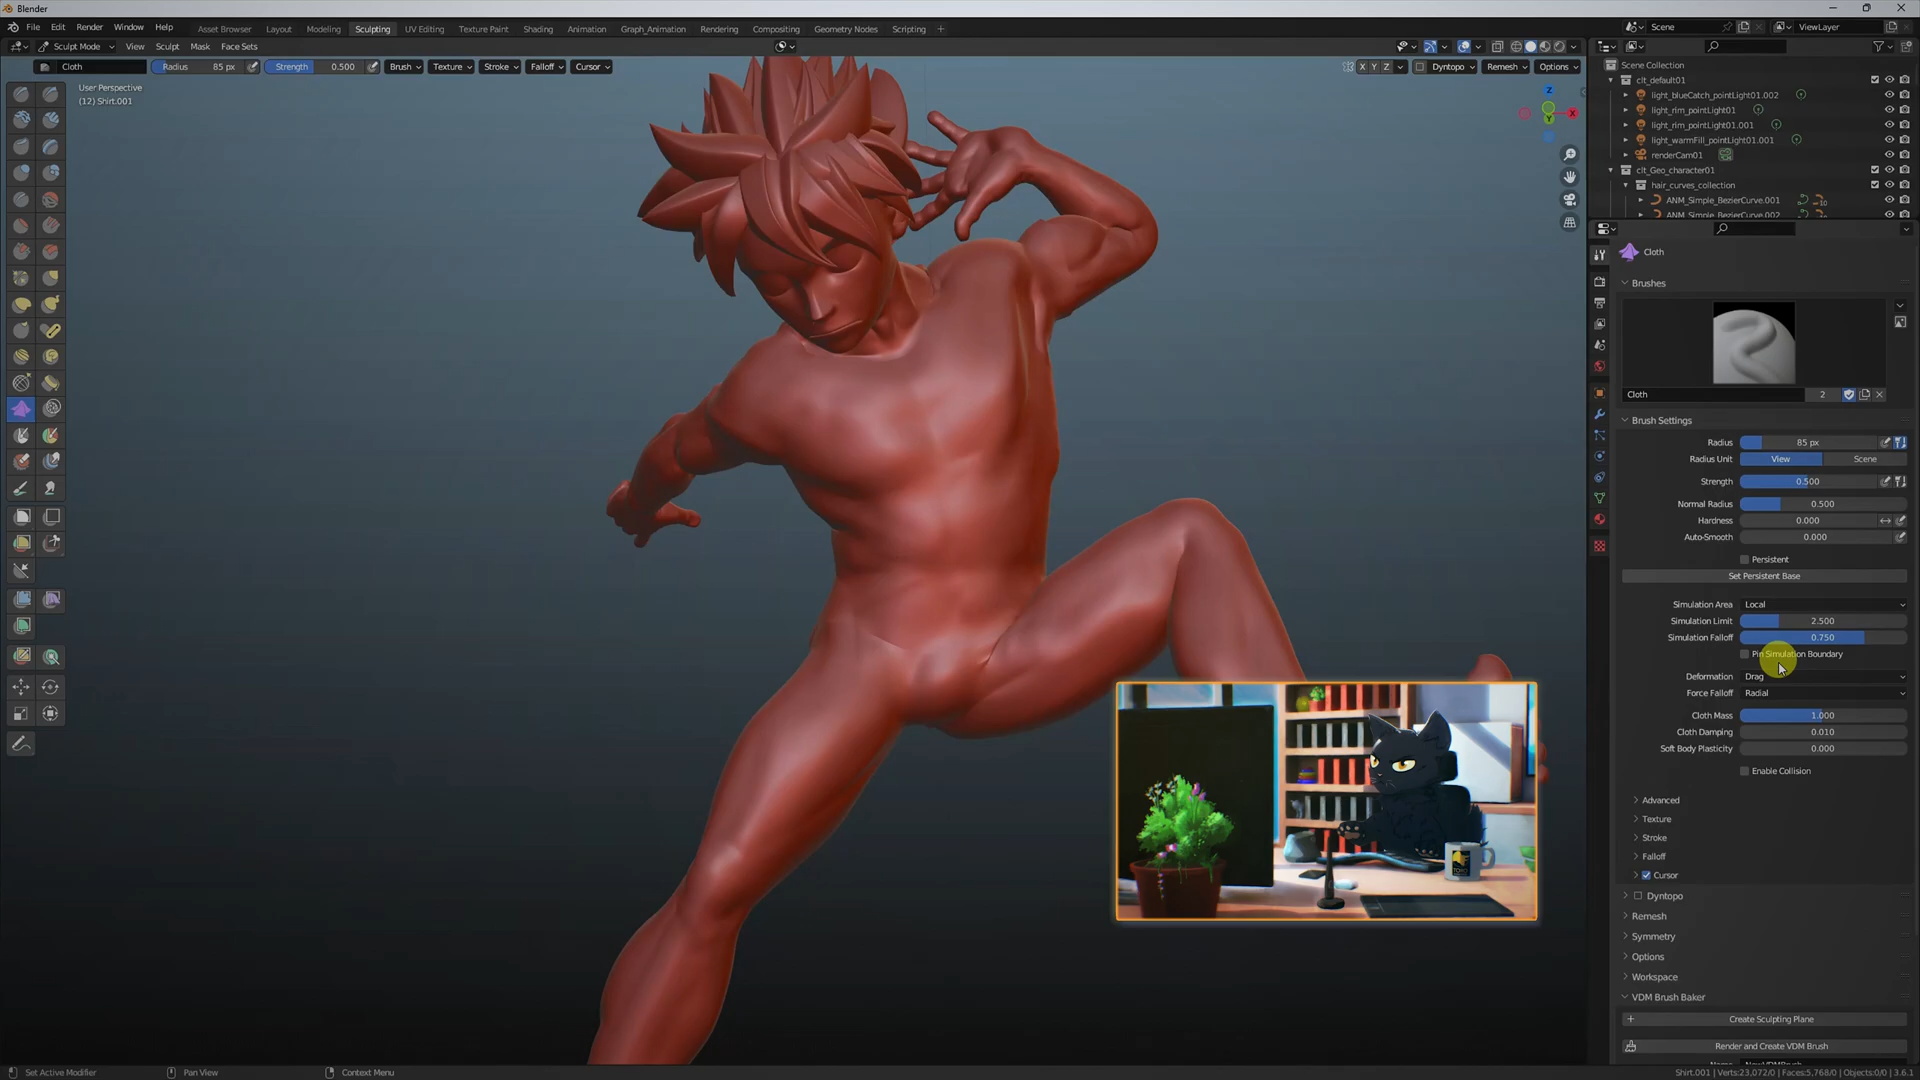 Blender
File Edit Render Window Help Asset Browser Layout Modeling Sculpting UV Editing Texture Paint Shading Animation Graph_Animation Rendering Compositing Geometry Nodes Scripting + Scene ViewLayer
Sculpt Mode View Sculpt Mask Face Sets
Cloth Radius 85 px Strength 0.500 Brush Texture Stroke Falloff Cursor X Y Z Dyntopo Remesh Options
User Perspective
(12) Shirt.001
Z
X
Y
Scene Collection
clt_default01
light_blueCatch_pointLight01.002
light_rim_pointLight01
light_rim_pointLight01.001
light_warmFill_pointLight01.001
renderCam01
clt_Geo_character01
hair_curves_collection
ANM_Simple_BezierCurve.001
ANM_Simple_BezierCurve.002
Cloth
Brushes
Cloth 2
Brush Settings
Radius 85 px
Radius Unit View Scene
Strength 0.500
Normal Radius 0.500
Hardness 0.000
Auto-Smooth 0.000
Persistent
Set Persistent Base
Simulation Area Local
Simulation Limit 2.500
Simulation Falloff 0.750
Pin Simulation Boundary
Deformation Drag
Force Falloff Radial
Cloth Mass 1.000
Cloth Damping 0.010
Soft Body Plasticity 0.000
Enable Collision
Advanced
Texture
Stroke
Falloff
Cursor
Dyntopo
Remesh
Symmetry
Options
Workspace
VDM Brush Baker
Create Sculpting Plane
Render and Create VDM Brush
Set Active Modifier Pan View Context Menu Shirt.001 | Verts:23,072/0 | Faces:5,768/0 | Objects:0/0 | 3.6.1